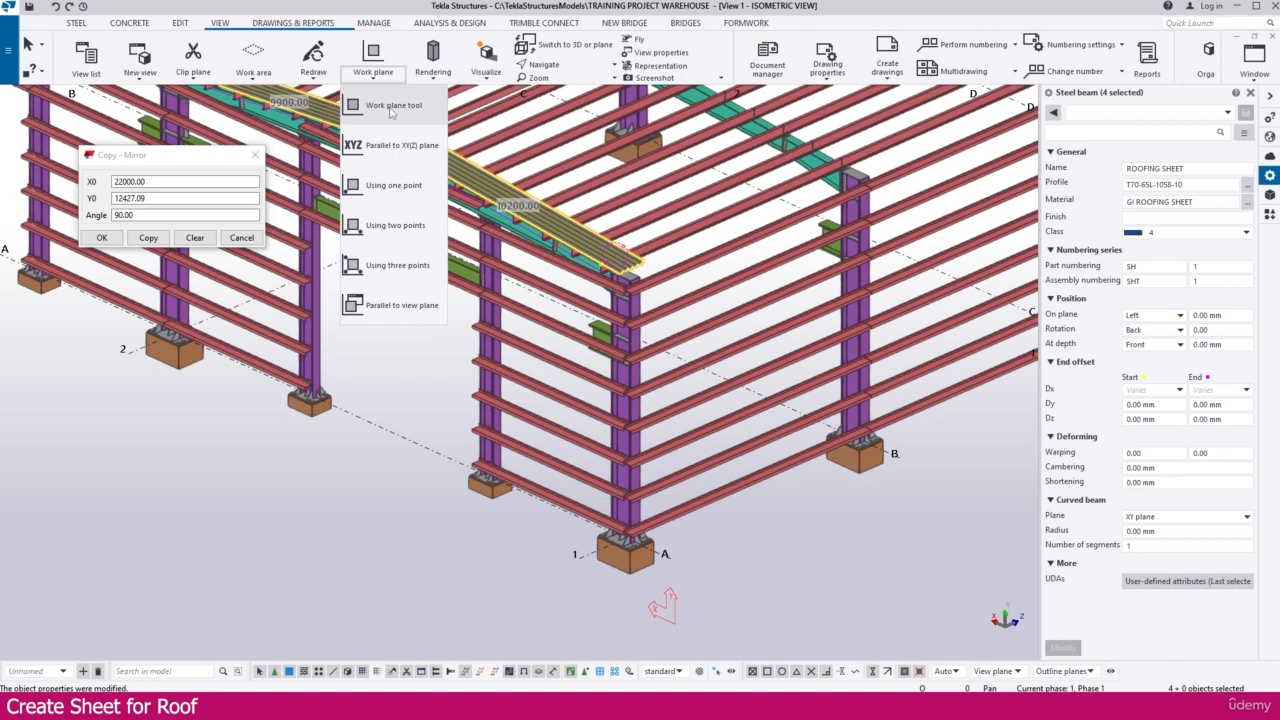 Tekla Structures - C:\TeklaStructuresModels\TRAINING PROJECT WAREHOUSE - [View 1 - ISOMETRIC VIEW]
Log in
STEEL CONCRETE EDIT VIEW DRAWINGS & REPORTS MANAGE ANALYSIS & DESIGN TRIMBLE CONNECT NEW BRIDGE BRIDGES FORMWORK
Quick Launch
View list
New view
Clip plane
Work area
Redraw
Work plane
Rendering
Visualize
Switch to 3D or plane
Navigate
Zoom
Fly
View properties
Representation
Screenshot
Document manager
Drawing properties
Create drawings
Perform numbering
Multidrawing
Numbering settings
Change number
Reports
Orga
Window
Work plane tool
XYZ Parallel to XY(Z) plane
Using one point
Using two points
Using three points
Parallel to view plane
Copy - Mirror
X0 22000.00
Y0 12427.09
Angle 90.00
OK Copy Clear Cancel
9900.00
10200.00
B
C
2
D
D
A
2
C
1
B
1
A
X
Y
X
Y
Z
Steel beam (4 selected)
General
Name ROOFING SHEET
Profile T70-65L-1058-10 ...
Material GI ROOFING SHEET ...
Finish
Class 4
Numbering series
Part numbering SH 1
Assembly numbering SHT 1
Position
On plane Left 0.00 mm
Rotation Back 0.00
At depth Front 0.00 mm
End offset
Start End
Dx Varies Varies
Dy 0.00 mm 0.00 mm
Dz 0.00 mm 0.00 mm
Deforming
Warping 0.00 0.00
Cambering 0.00 mm
Shortening 0.00 mm
Curved beam
Plane XY plane
Radius 0.00 mm
Number of segments 1
More
UDAs User-defined attributes (Last selecte
Modify
Unnamed
Search in model
standard
Auto
View plane
Outline planes
The object properties were modified.
O 0 Pan Current phase: 1, Phase 1 4 + 0 objects selected
Create Sheet for Roof
ûdemy